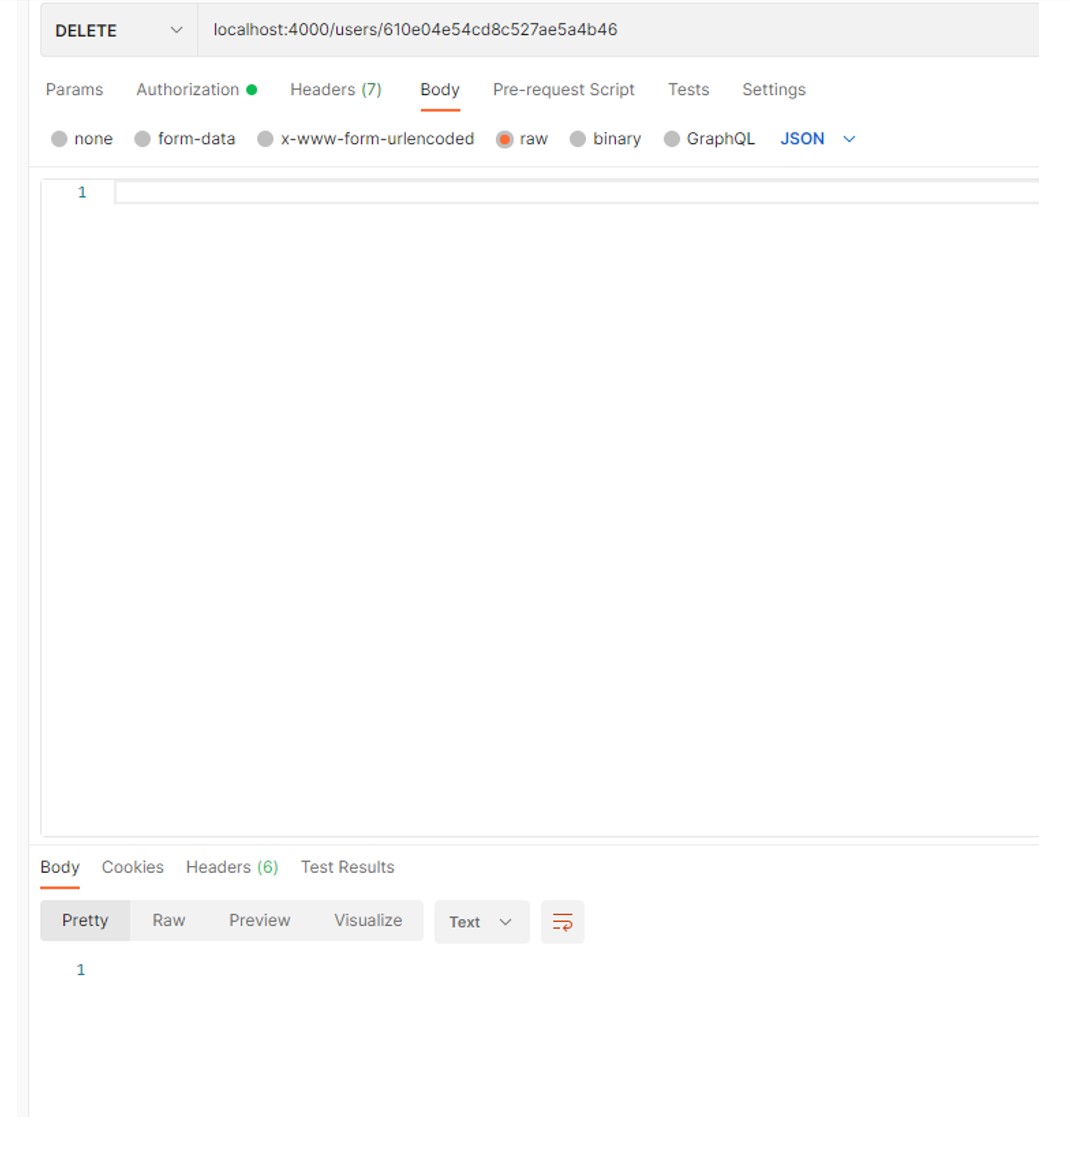 DELETE localhost:4000/users/610e04e54cd8c527ae5a4b46
Params Authorization Headers (7) Body Pre-request Script Tests Settings
none form-data x-www-form-urlencoded raw binary GraphQL JSON
1
Body Cookies Headers (6) Test Results
Pretty Raw Preview Visualize Text
1